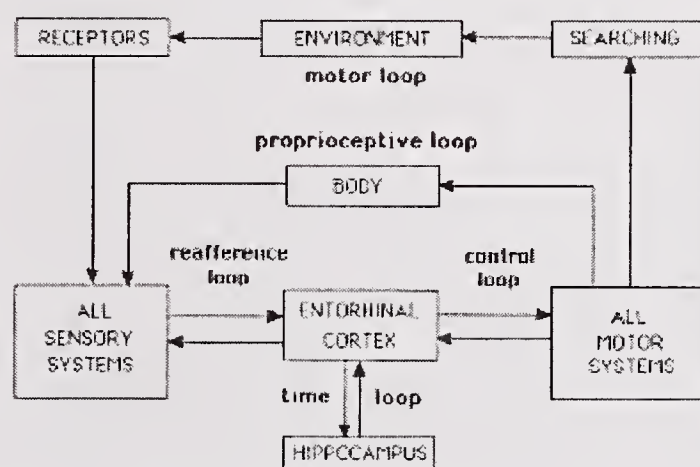 RECEPTORS
ENVIRONMENT
SEARCHING
motor loop
proprioceptive loop
BODY
reafference
loop
control
loop
ALL
SENSORY
SYSTEMS
ENTORHINAL
CORTEX
ALL
MOTOR
SYSTEMS
time loop
HIPPOCAMPUS